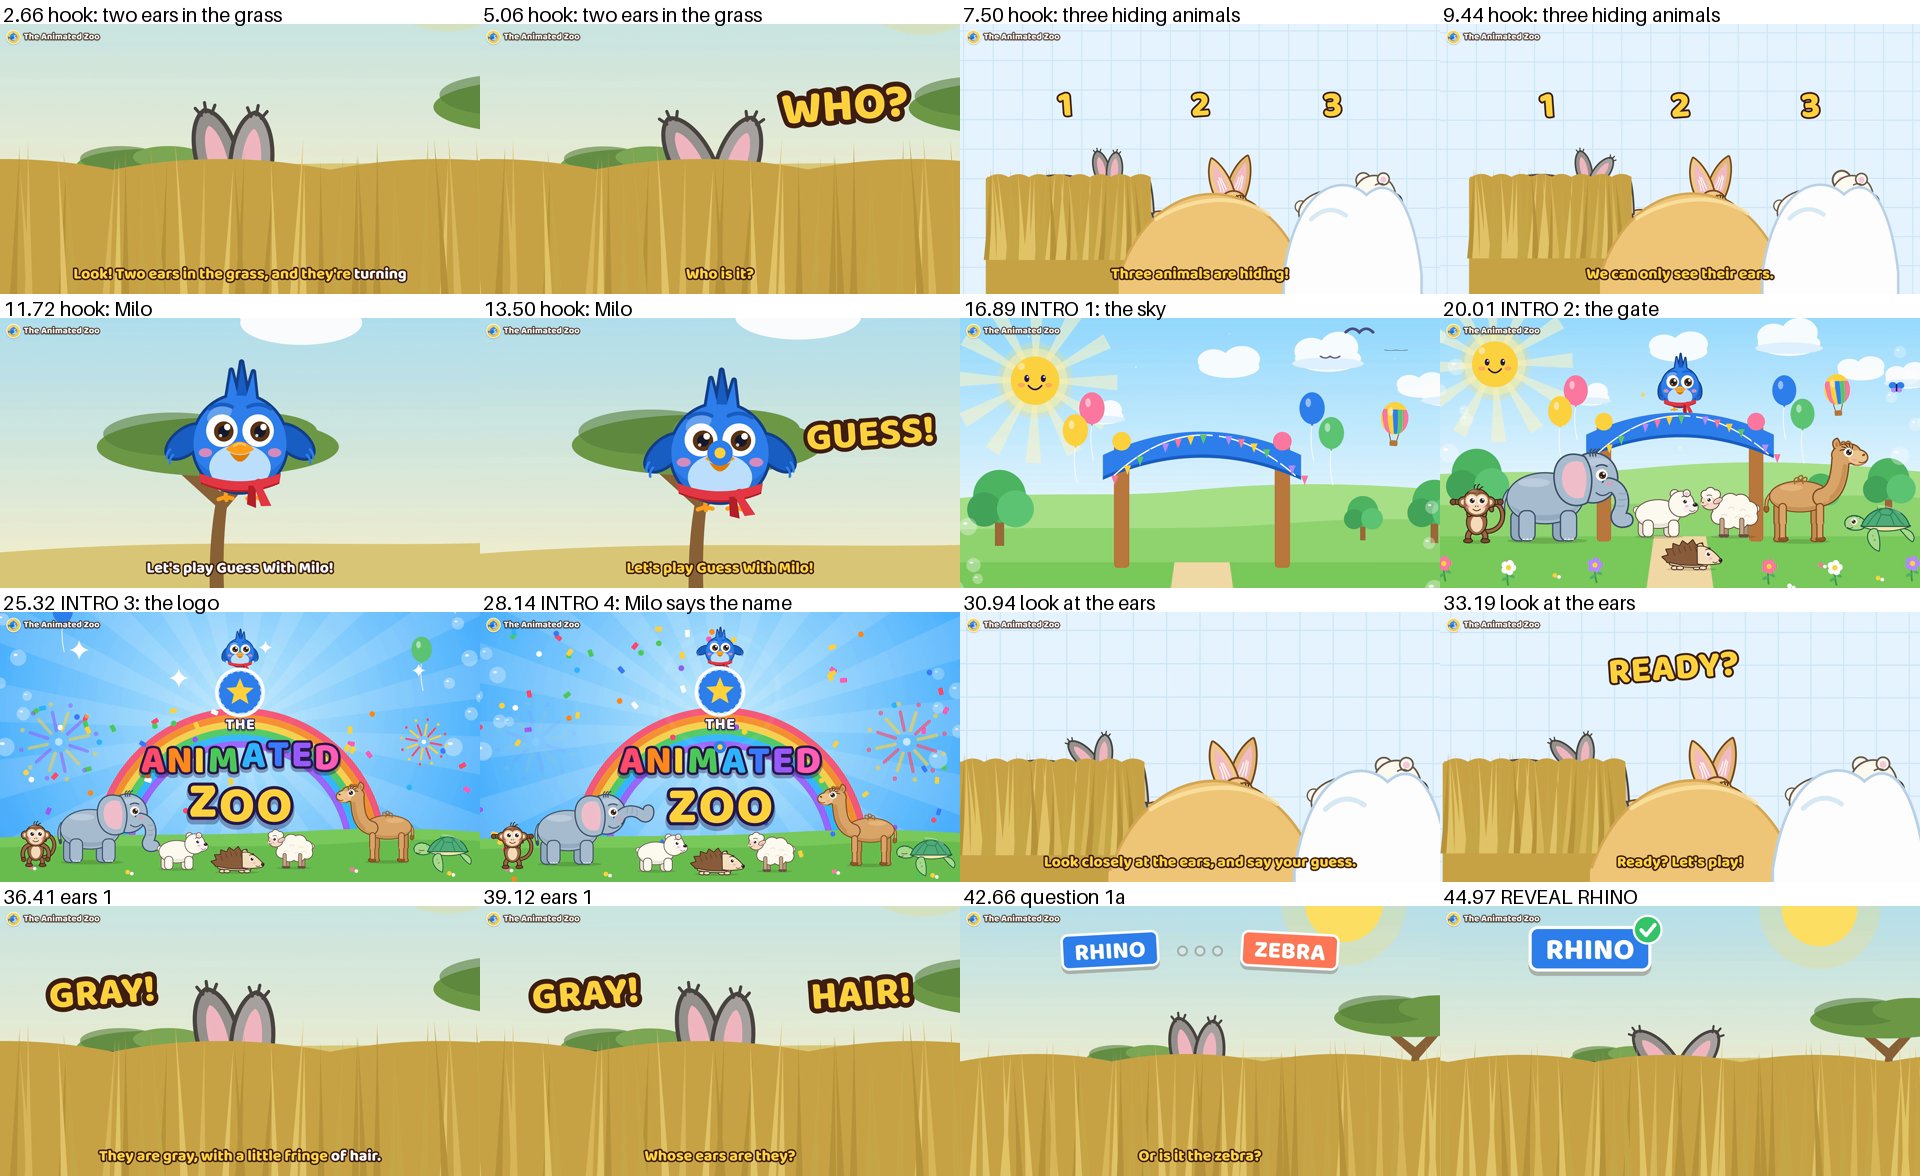 2.66 hook: two ears in the grass
The Animated Zoo
Look! Two ears in the grass, and they're turning
5.06 hook: two ears in the grass
The Animated Zoo
WHO?
Who is it?
7.50 hook: three hiding animals
The Animated Zoo
1 2 3
Three animals are hiding!
9.44 hook: three hiding animals
The Animated Zoo
1 2 3
We can only see their ears.
11.72 hook: Milo
The Animated Zoo
Let's play Guess With Milo!
13.50 hook: Milo
The Animated Zoo
GUESS!
Let's play Guess With Milo!
16.89 INTRO 1: the sky
The Animated Zoo
20.01 INTRO 2: the gate
The Animated Zoo
25.32 INTRO 3: the logo
The Animated Zoo
THE
ANIMATED
ZOO
28.14 INTRO 4: Milo says the name
The Animated Zoo
THE
ANIMATED
ZOO
30.94 look at the ears
The Animated Zoo
Look closely at the ears, and say your guess.
33.19 look at the ears
The Animated Zoo
READY?
Ready? Let's play!
36.41 ears 1
The Animated Zoo
GRAY!
They are gray, with a little fringe of hair.
39.12 ears 1
The Animated Zoo
GRAY! HAIR!
Whose ears are they?
42.66 question 1a
The Animated Zoo
RHINO ZEBRA
Or is it the zebra?
44.97 REVEAL RHINO
The Animated Zoo
RHINO